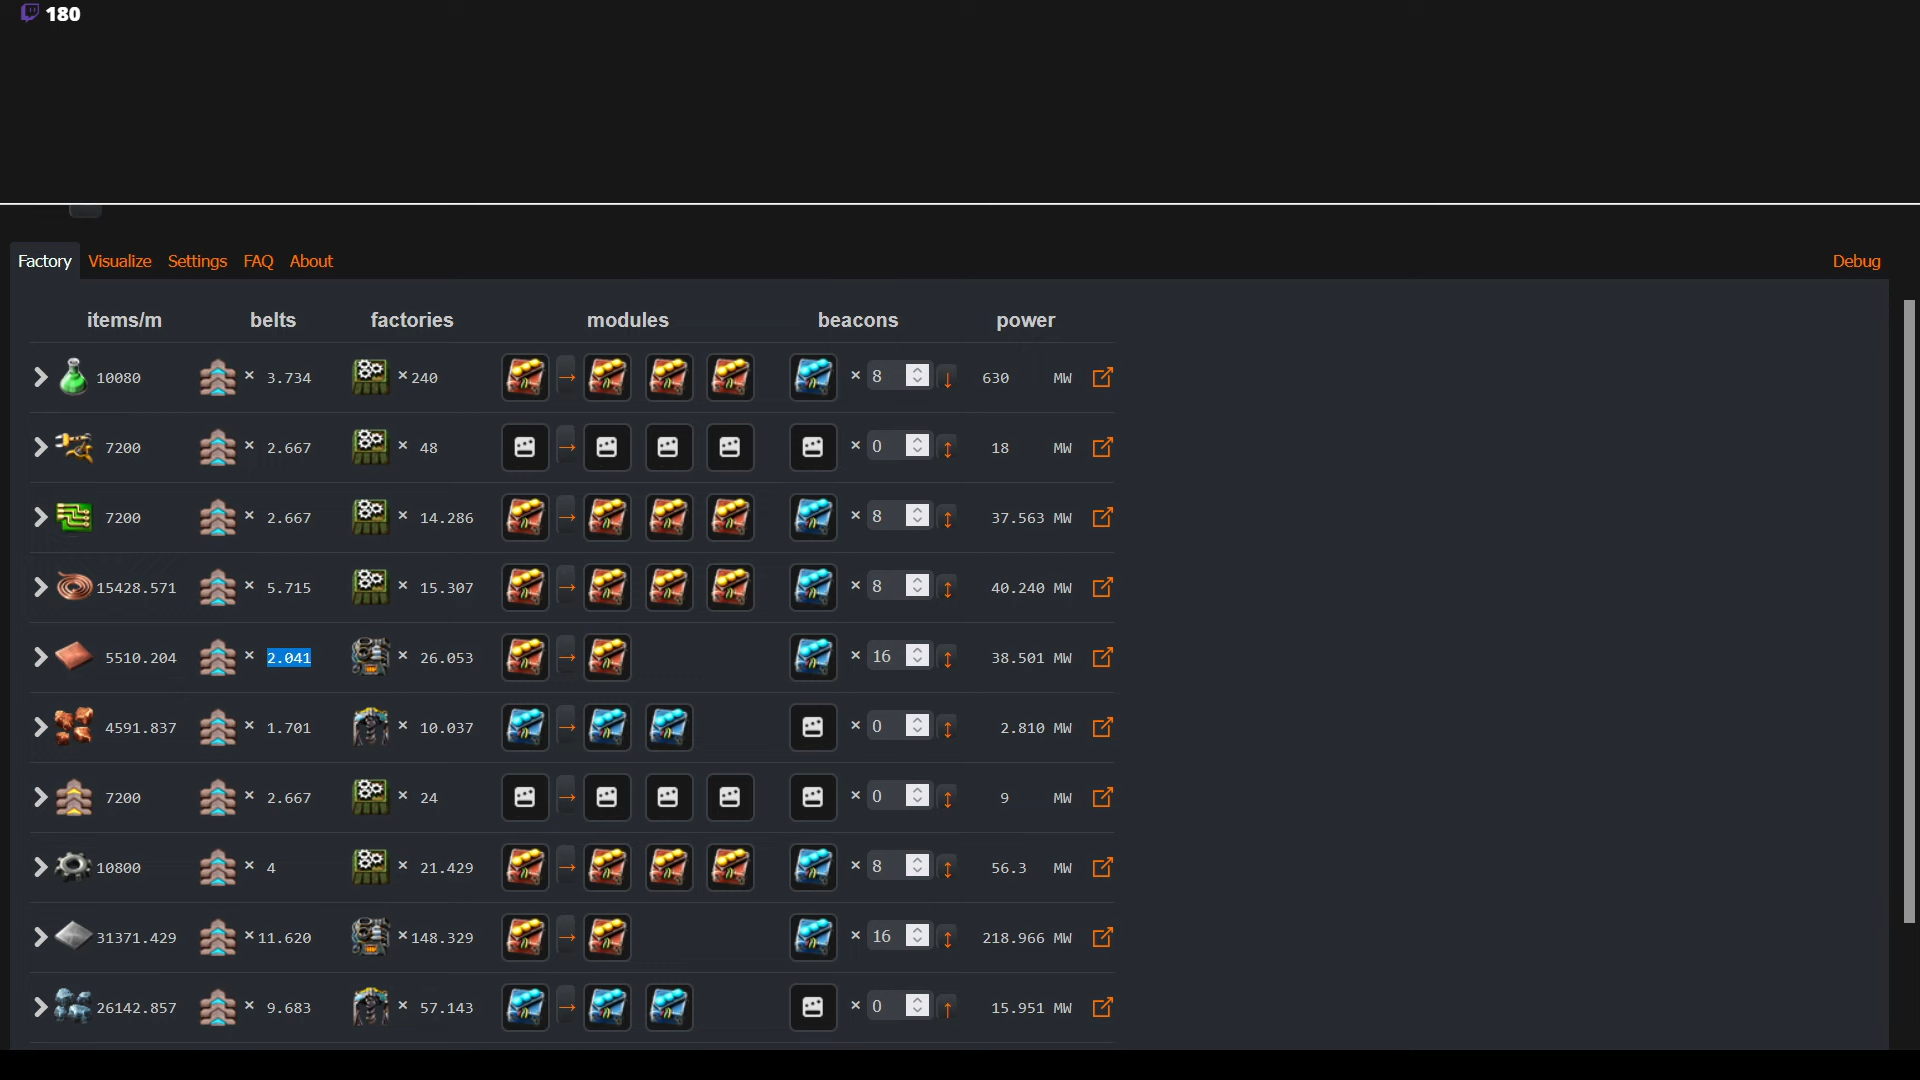 180
Factory Visualize Settings FAQ About Debug
items/m belts factories modules beacons power
10080 × 3.734 × 240 → × 8 ↓ 630 MW
7200 × 2.667 × 48 → × 0 ↕ 18 MW
7200 × 2.667 × 14.286 → × 8 ↕ 37.563 MW
15428.571 × 5.715 × 15.307 → × 8 ↕ 40.240 MW
5510.204 × 2.041 × 26.053 → × 16 ↕ 38.501 MW
4591.837 × 1.701 × 10.037 → × 0 ↕ 2.810 MW
7200 × 2.667 × 24 → × 0 ↕ 9 MW
10800 × 4 × 21.429 → × 8 ↕ 56.3 MW
31371.429 × 11.620 × 148.329 → × 16 ↕ 218.966 MW
26142.857 × 9.683 × 57.143 → × 0 ↑ 15.951 MW